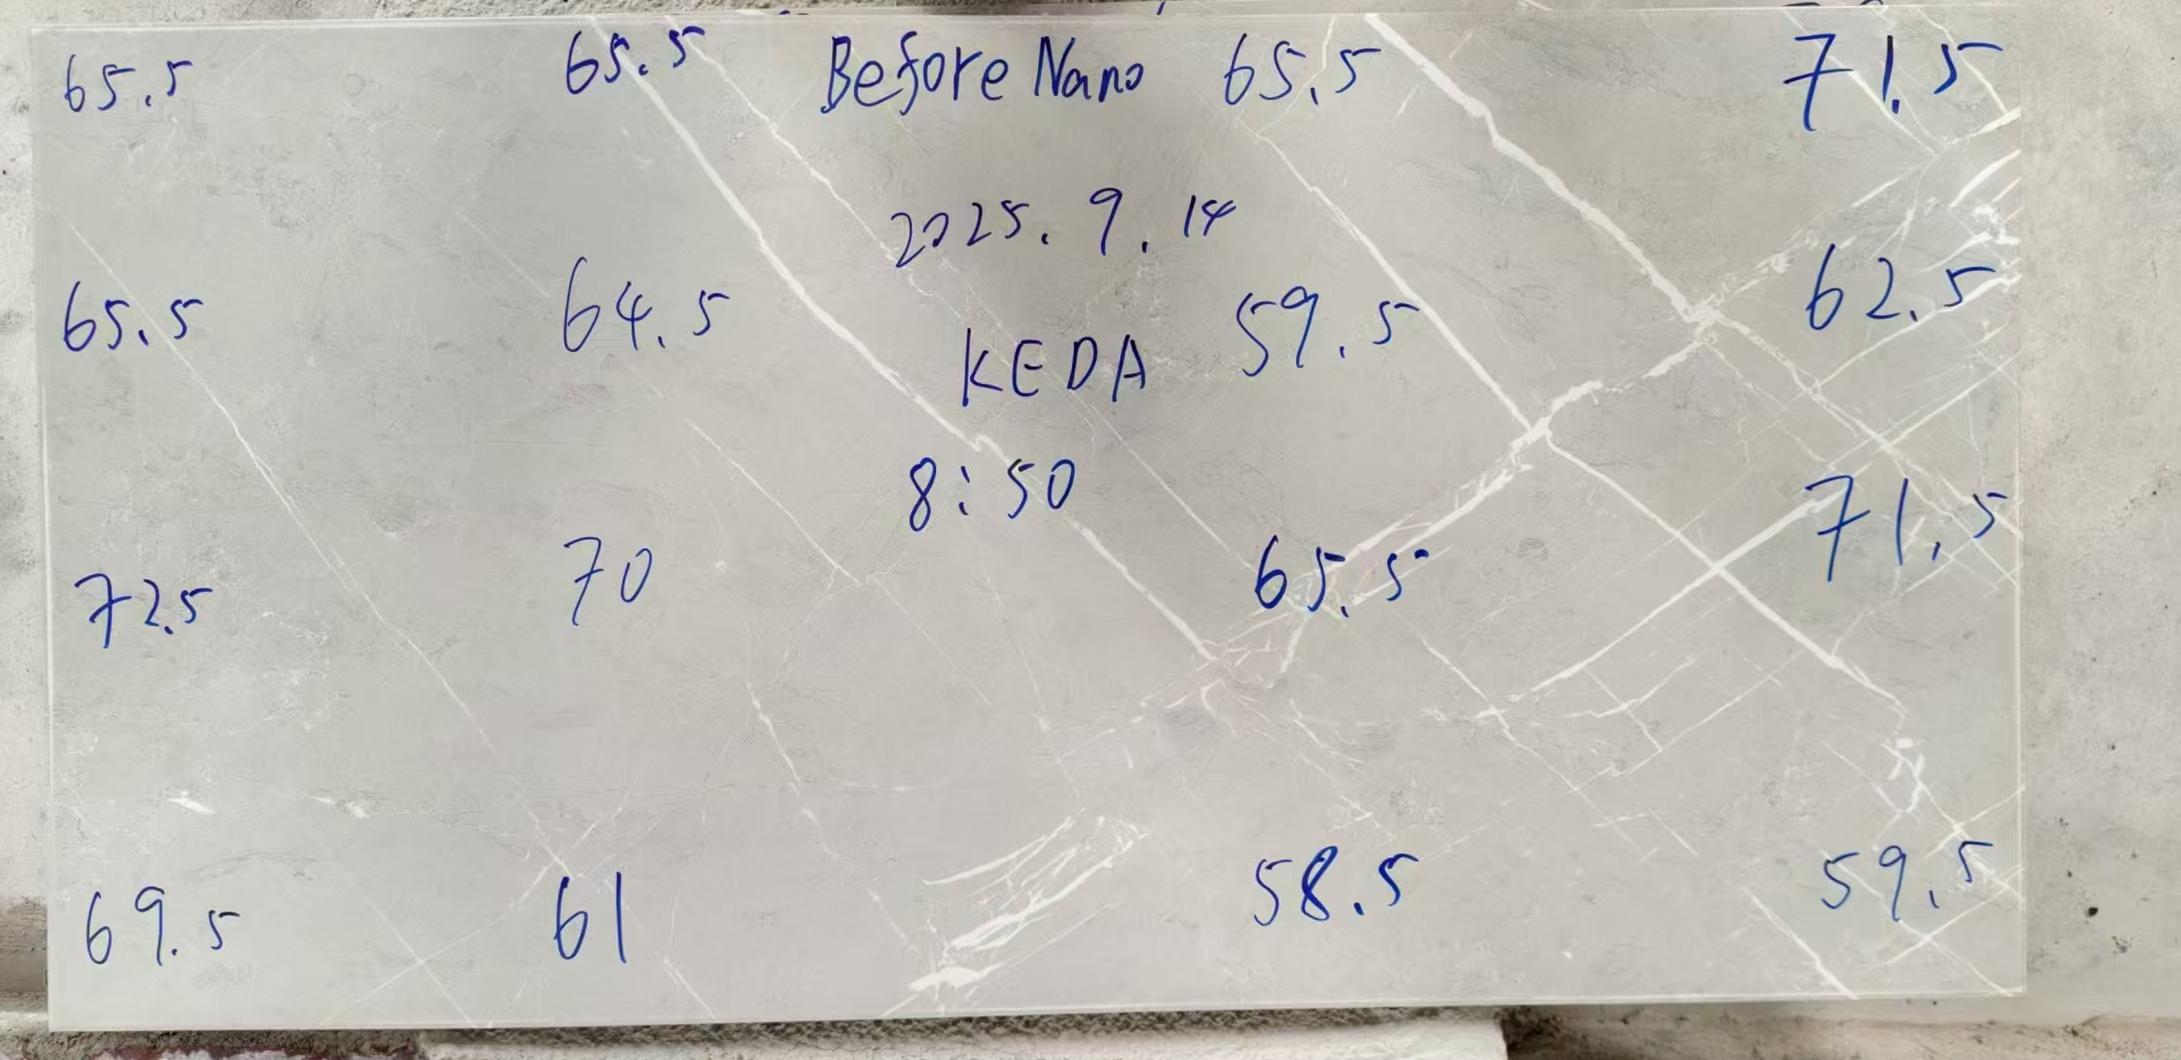 65.5 65.5 Before Nano 65.5 71.5
2025. 9. 14
65.5 64.5 KEDA 59.5 62.5
8:50
72.5 70 65.5 71.5
69.5 61 58.5 59.5